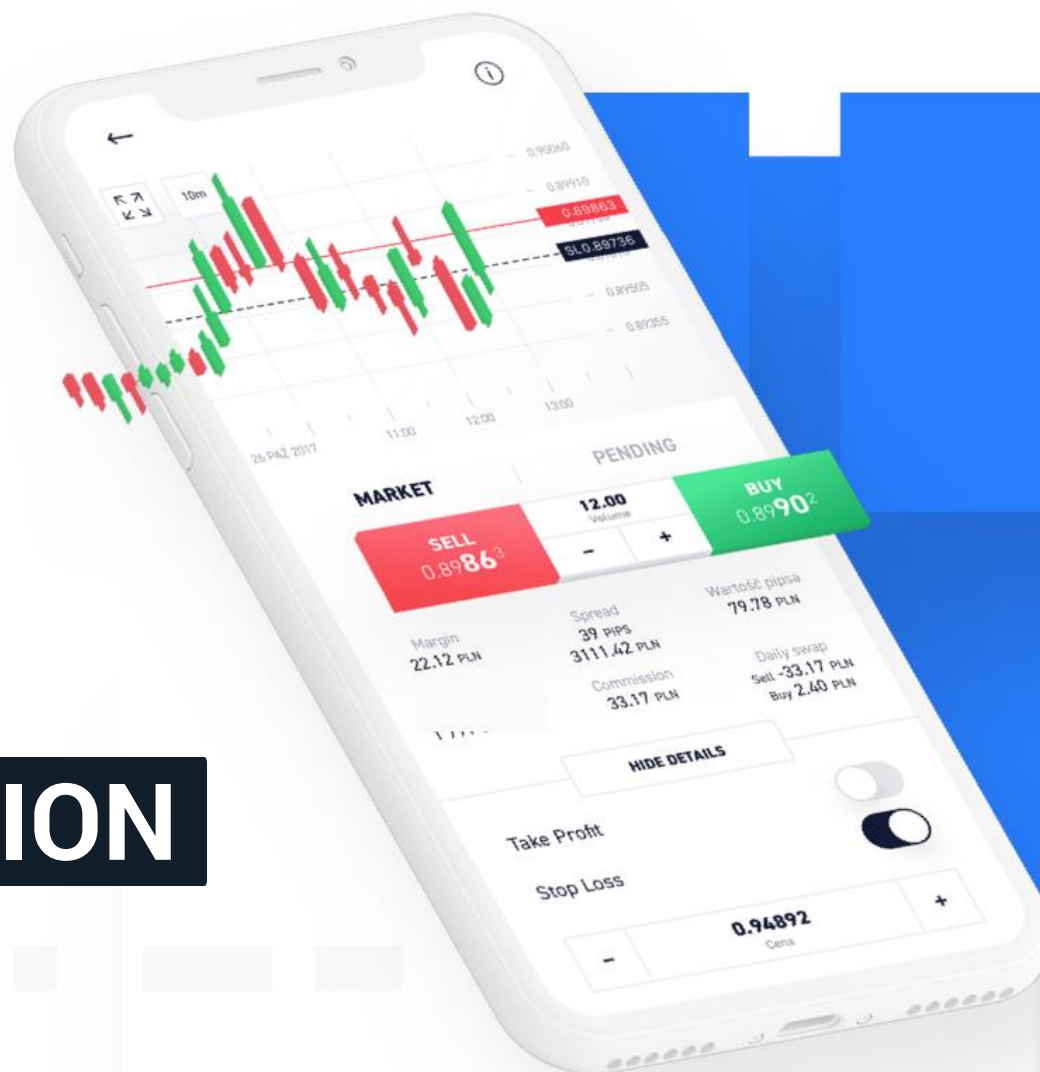 10m
0.90060
0.89910
0.89863
SL0.89736
0.89505
0.89355
26 PAŹ 2017
11:00
12:00
13:00
MARKET
PENDING
SELL
0.89863
12.00
Volume
-
+
BUY
0.89902
Margin
22.12 PLN
Spread
39 PIPS
3111.42 PLN
Wartość pipsa
79.78 PLN
Commission
33.17 PLN
Daily swap
Sell -33.17 PLN
Buy 2.40 PLN
HIDE DETAILS
Take Profit
Stop Loss
-
0.94892
Cena
+
ION